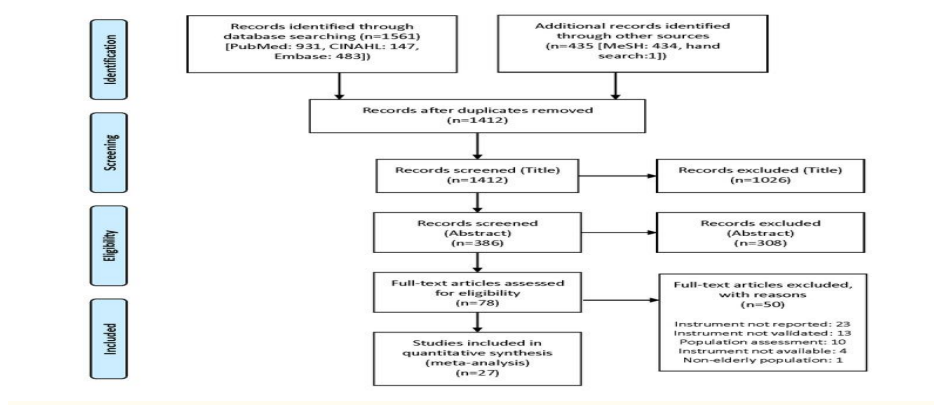 Identification
Records identified through
database searching (n=1561)
[PubMed: 931, CINAHL: 147,
Embase: 483])
Additional records identified
through other sources
(n=435 [MeSH: 434, hand
search:1])
Records after duplicates removed
(n=1412)
Screening
Records screened (Title)
(n=1412)
Records excluded (Title)
(n=1026)
Eligibility
Records screened
(Abstract)
(n=386)
Records excluded
(Abstract)
(n=308)
Full-text articles assessed
for eligibility
(n=78)
Full-text articles excluded,
with reasons
(n=50)
Instrument not reported: 23
Instrument not validated: 13
Population assessment: 10
Instrument not available: 4
Non-elderly population: 1
Included
Studies included in
quantitative synthesis
(meta-analysis)
(n=27)